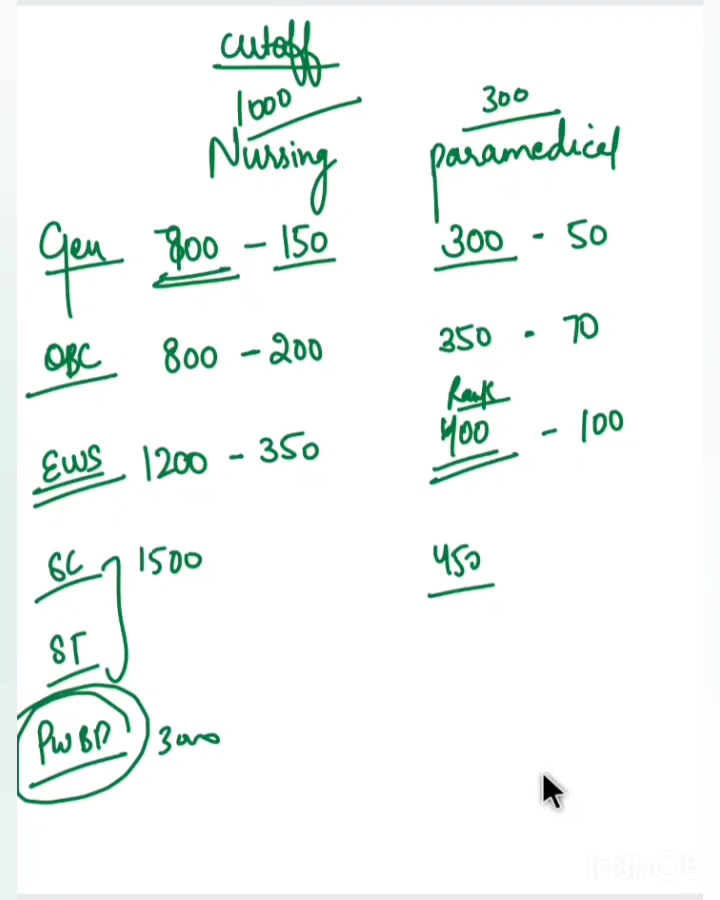 cutoff
1000 300
Nursing paramedical
Gen 800 - 150 300 - 50
OBC 800 - 200 350 - 70
Rank
EWS 1200 - 350 400 - 100
SC 1500 450
ST
PWBD 3000
InShOt